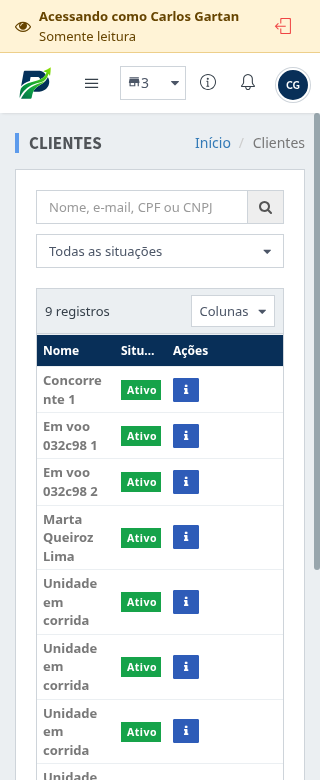 Acessando como Carlos Gartan
Somente leitura
3
CG
CLIENTES
Início / Clientes
Nome, e-mail, CPF ou CNPJ
Todas as situações
9 registros
Colunas
Nome Situ... Ações
Concorre
nte 1
Ativo
Em voo
032c98 1
Ativo
Em voo
032c98 2
Ativo
Marta
Queiroz
Lima
Ativo
Unidade
em
corrida
Ativo
Unidade
em
corrida
Ativo
Unidade
em
corrida
Ativo
Unidade